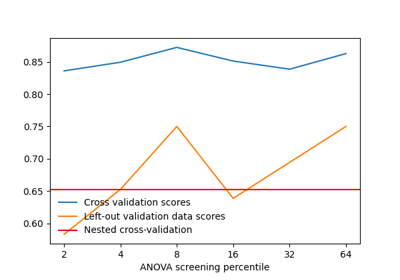 0.85
0.80
0.75
0.70
0.65
0.60
Cross validation scores
Left-out validation data scores
Nested cross-validation
2 4 8 16 32 64
ANOVA screening percentile